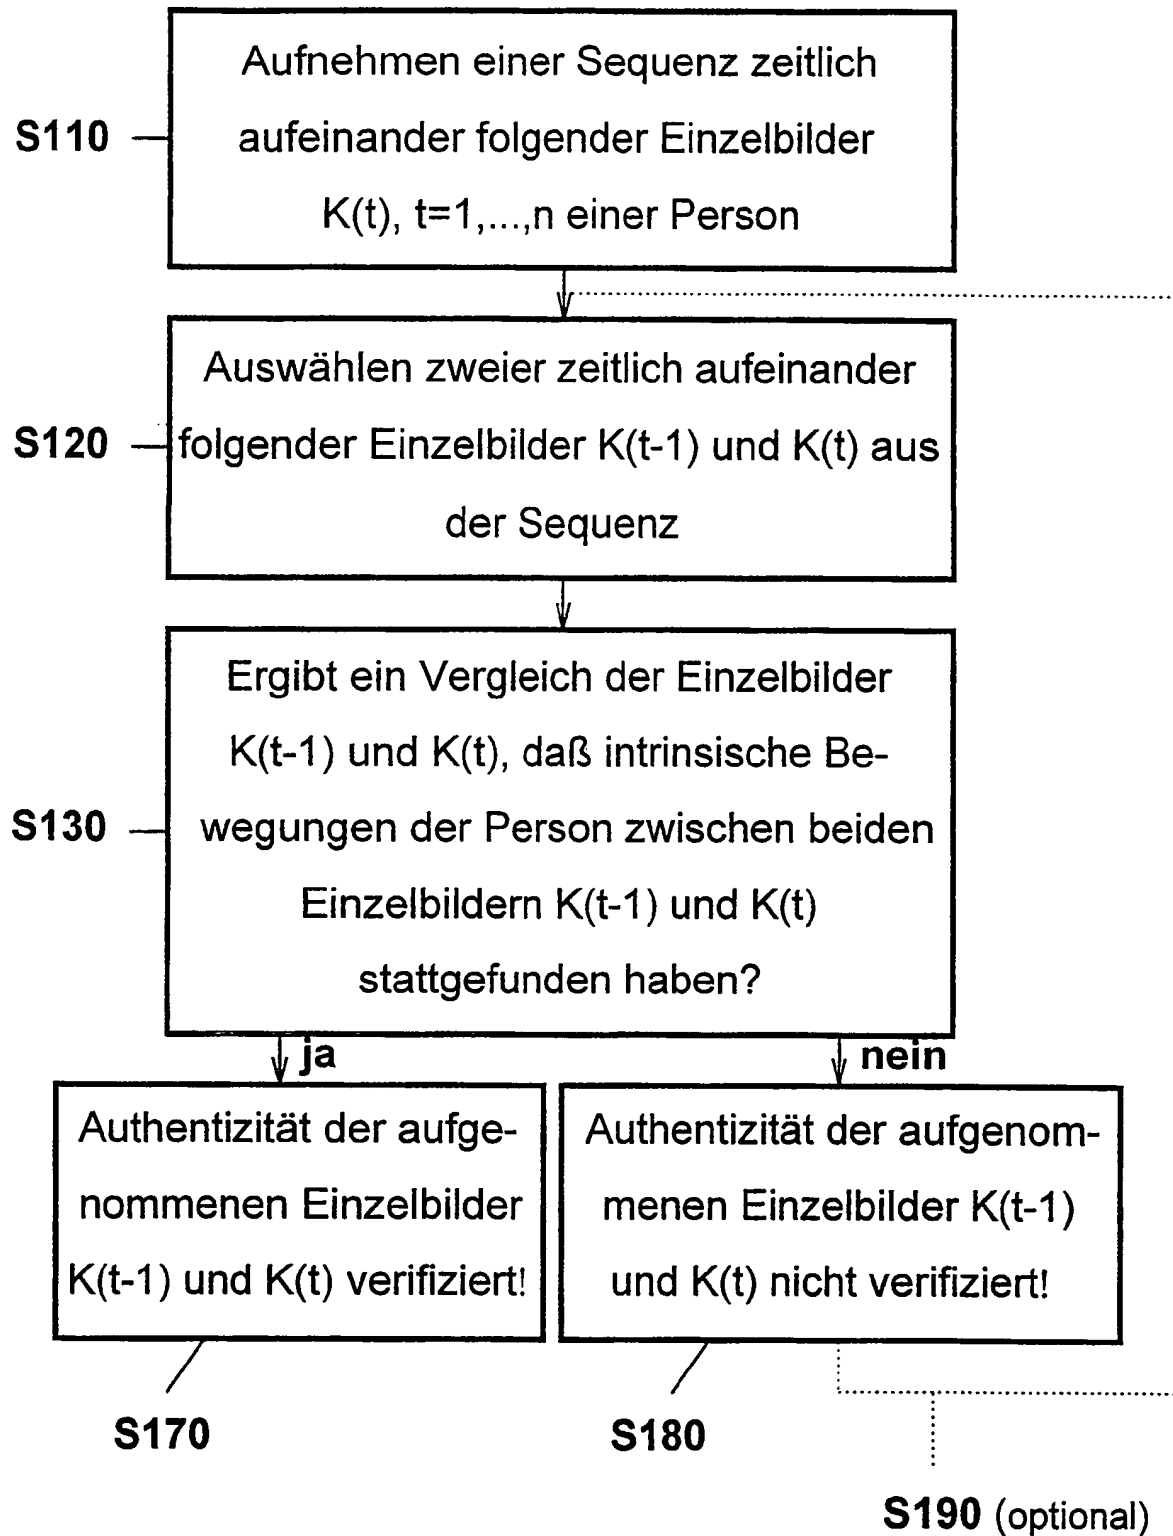 Aufnehmen einer Sequenz zeitlich
S110
aufeinander folgender Einzelbilder
K(t), t=1,...,n einer Person
Auswählen zweier zeitlich aufeinander
S120
folgender Einzelbilder K(t-1) und K(t) aus
der Sequenz
Ergibt ein Vergleich der Einzelbilder
K(t-1) und K(t), daß intrinsische Be-
S130
wegungen der Person zwischen beiden
Einzelbildern K(t-1) und K(t)
stattgefunden haben?
ja
nein
Authentizität der aufge-
nommenen Einzelbilder
K(t-1) und K(t) verifiziert!
Authentizität der aufgenom-
menen Einzelbilder K(t-1)
und K(t) nicht verifiziert!
S170
S180
S190 (optional)